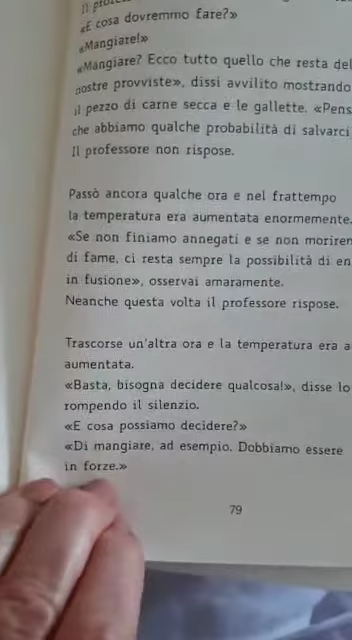 Il
«E cosa dovremmo fare?»
«Mangiare!»
«Mangiare? Ecco tutto quello che resta del
nostre provviste», dissi avvilito mostrando
il pezzo di carne secca e le gallette. «Pens
che abbiamo qualche probabilità di salvarci
Il professore non rispose.
Passò ancora qualche ora e nel frattempo
la temperatura era aumentata enormemente.
«Se non finiamo annegati e se non moriren
di fame, ci resta sempre la possibilità di en
in fusione», osservai amaramente.
Neanche questa volta il professore rispose.
Trascorse un'altra ora e la temperatura era a
aumentata.
«Basta, bisogna decidere qualcosa!», disse lo
rompendo il silenzio.
«E cosa possiamo decidere?»
«Di mangiare, ad esempio. Dobbiamo essere
in forze.»
79